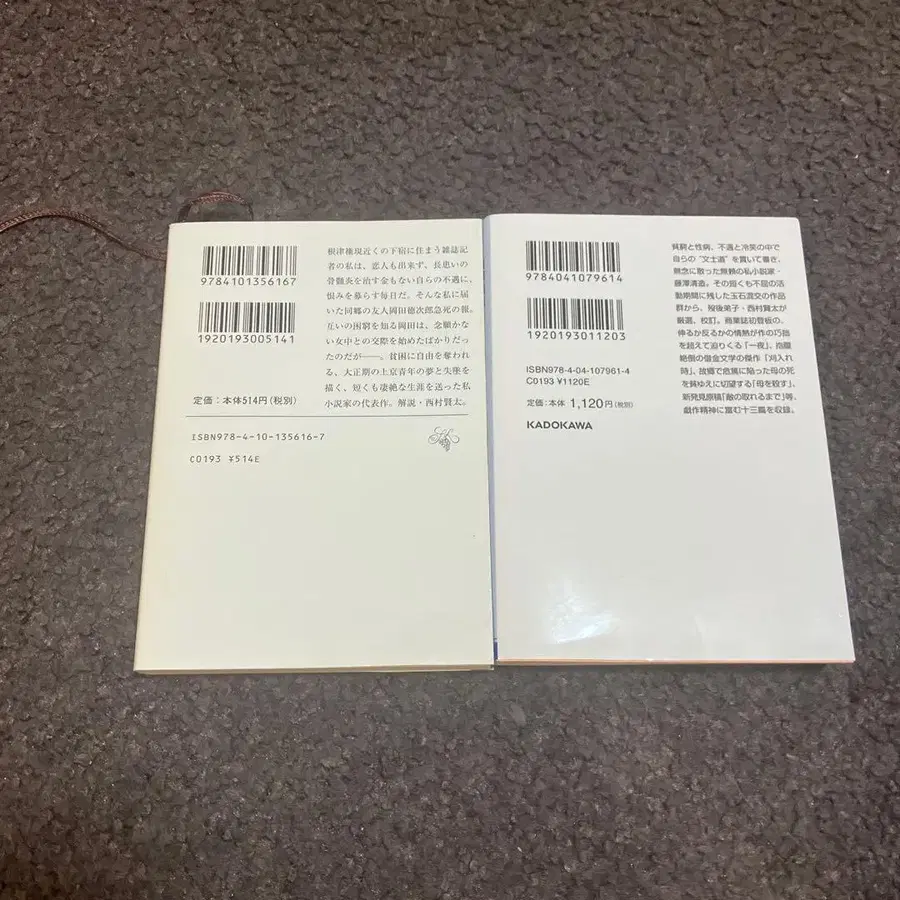 9784101356167
1920193005141
定価:本体514円(税別)
ISBN978-4-10-135616-7
C0193 ¥514E
根津権現近くの下宿に住まう雑誌記
者の私は、恋人も出来ず、長患いの
骨髄炎を治す金もない自らの不遇に、
恨みを募らす毎日だ。そんな私に届
いた同郷の友人岡田徳次郎急死の報。
互いの困窮を知る岡田は、念願かな
い女中との交際を始めたばかりだっ
たのだが――。貧困に自由を奪われ
る、大正期の上京青年の夢と失墜を
描く、短くも凄絶な生涯を送った私
小説家の代表作。解説・西村賢太。
9784041079614
1920193011203
ISBN978-4-04-107961-4
C0193 ¥1120E
定価:本体1,120円(税別)
KADOKAWA
貧窮と性病、不遇と冷笑の中で
自らの“文士道”を貫いて書き、
無念に散った無頼の私小説家・
藤澤清造。その短くも不屈の活
動期間に残した玉石混交の作品
群から、歿後弟子・西村賢太が
厳選、校訂。商業誌初登板の、
伸るか反るかの情熱が作の巧拙
を超えて迫りくる「一夜」、抱腹
絶倒の借金文学の傑作「刈入れ
時」、故郷で危篤に陥った母の死
を貧ゆえに切望する「母を殺す」、
新発見原稿「敵の取れるまで」等、
戯作精神に富む十三篇を収録。